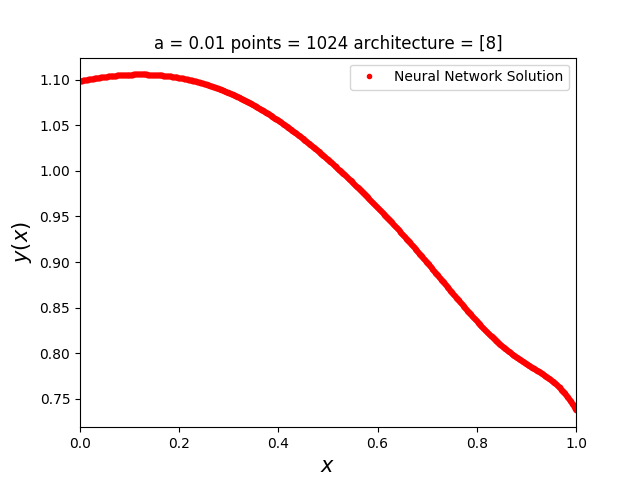 a = 0.01 points = 1024 architecture = [8]
Neural Network Solution
1.10
1.05
1.00
0.95
0.90
0.85
0.80
0.75
y(x)
0.0 0.2 0.4 0.6 0.8 1.0
x